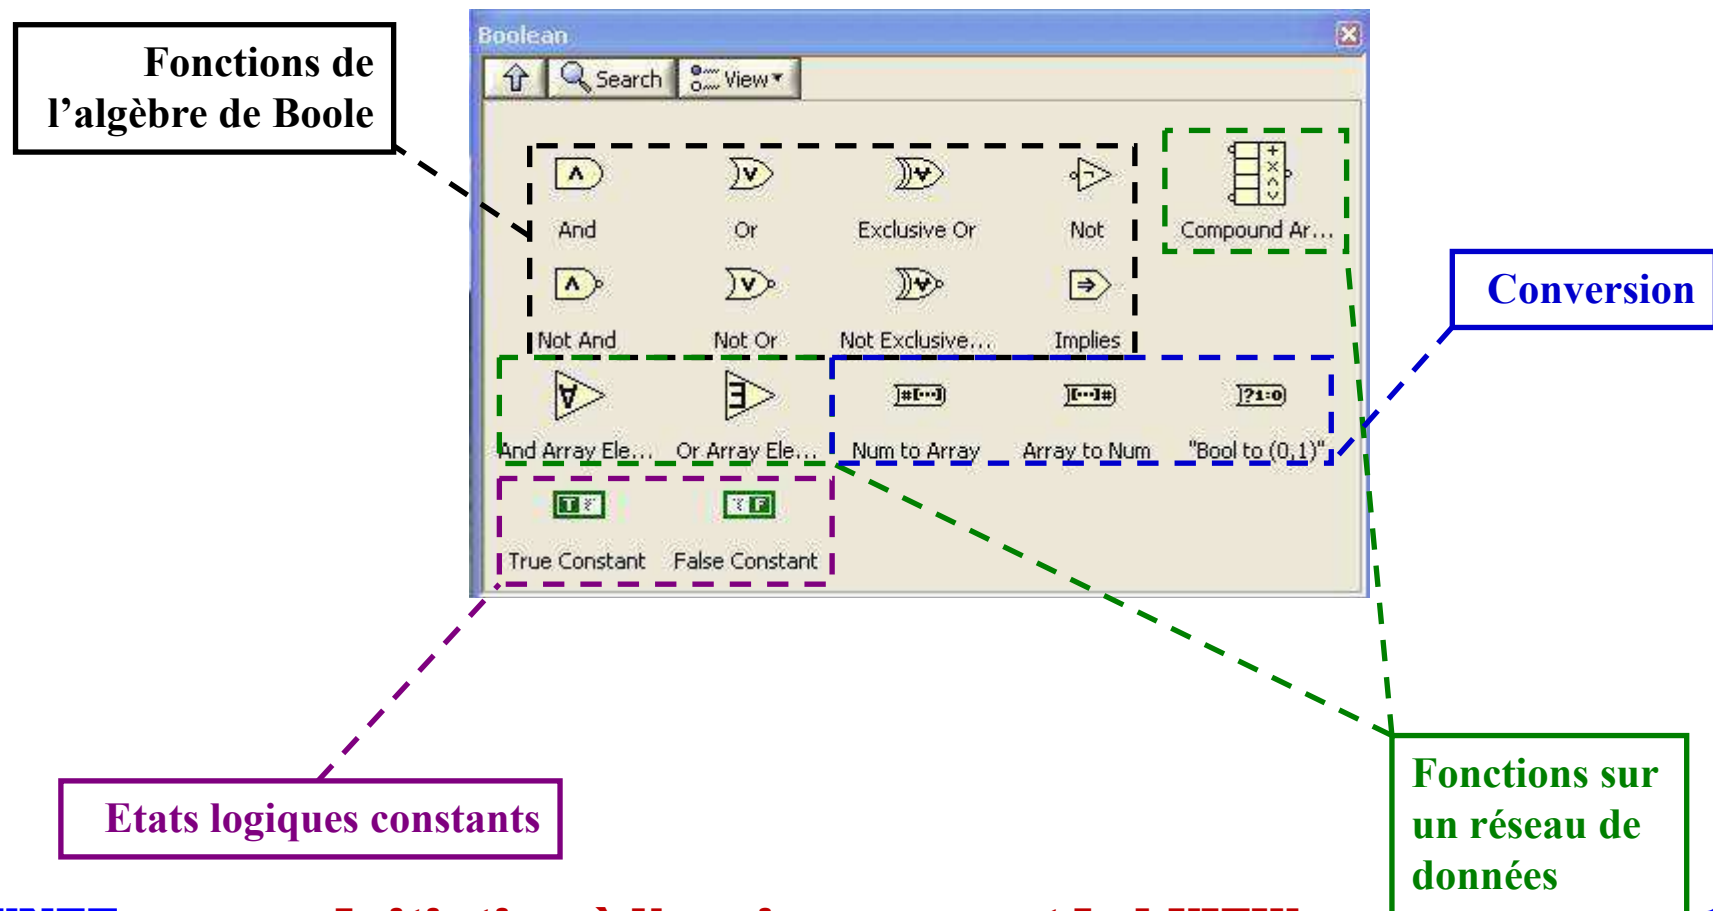 Boolean
Search View
Fonctions de
l'algèbre de Boole
And Or Exclusive Or Not Compound Ar...
Not And Not Or Not Exclusive... Implies
Conversion
And Array Ele... Or Array Ele... Num to Array Array to Num "Bool to (0,1)"
True Constant False Constant
Etats logiques constants
Fonctions sur
un réseau de
données